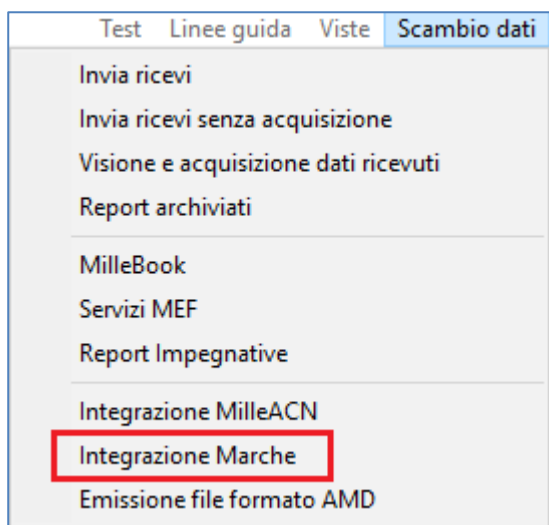 Test Linee guida Viste Scambio dati
Invia ricevi
Invia ricevi senza acquisizione
Visione e acquisizione dati ricevuti
Report archiviati
MilleBook
Servizi MEF
Report Impegnative
Integrazione MilleACN
Integrazione Marche
Emissione file formato AMD